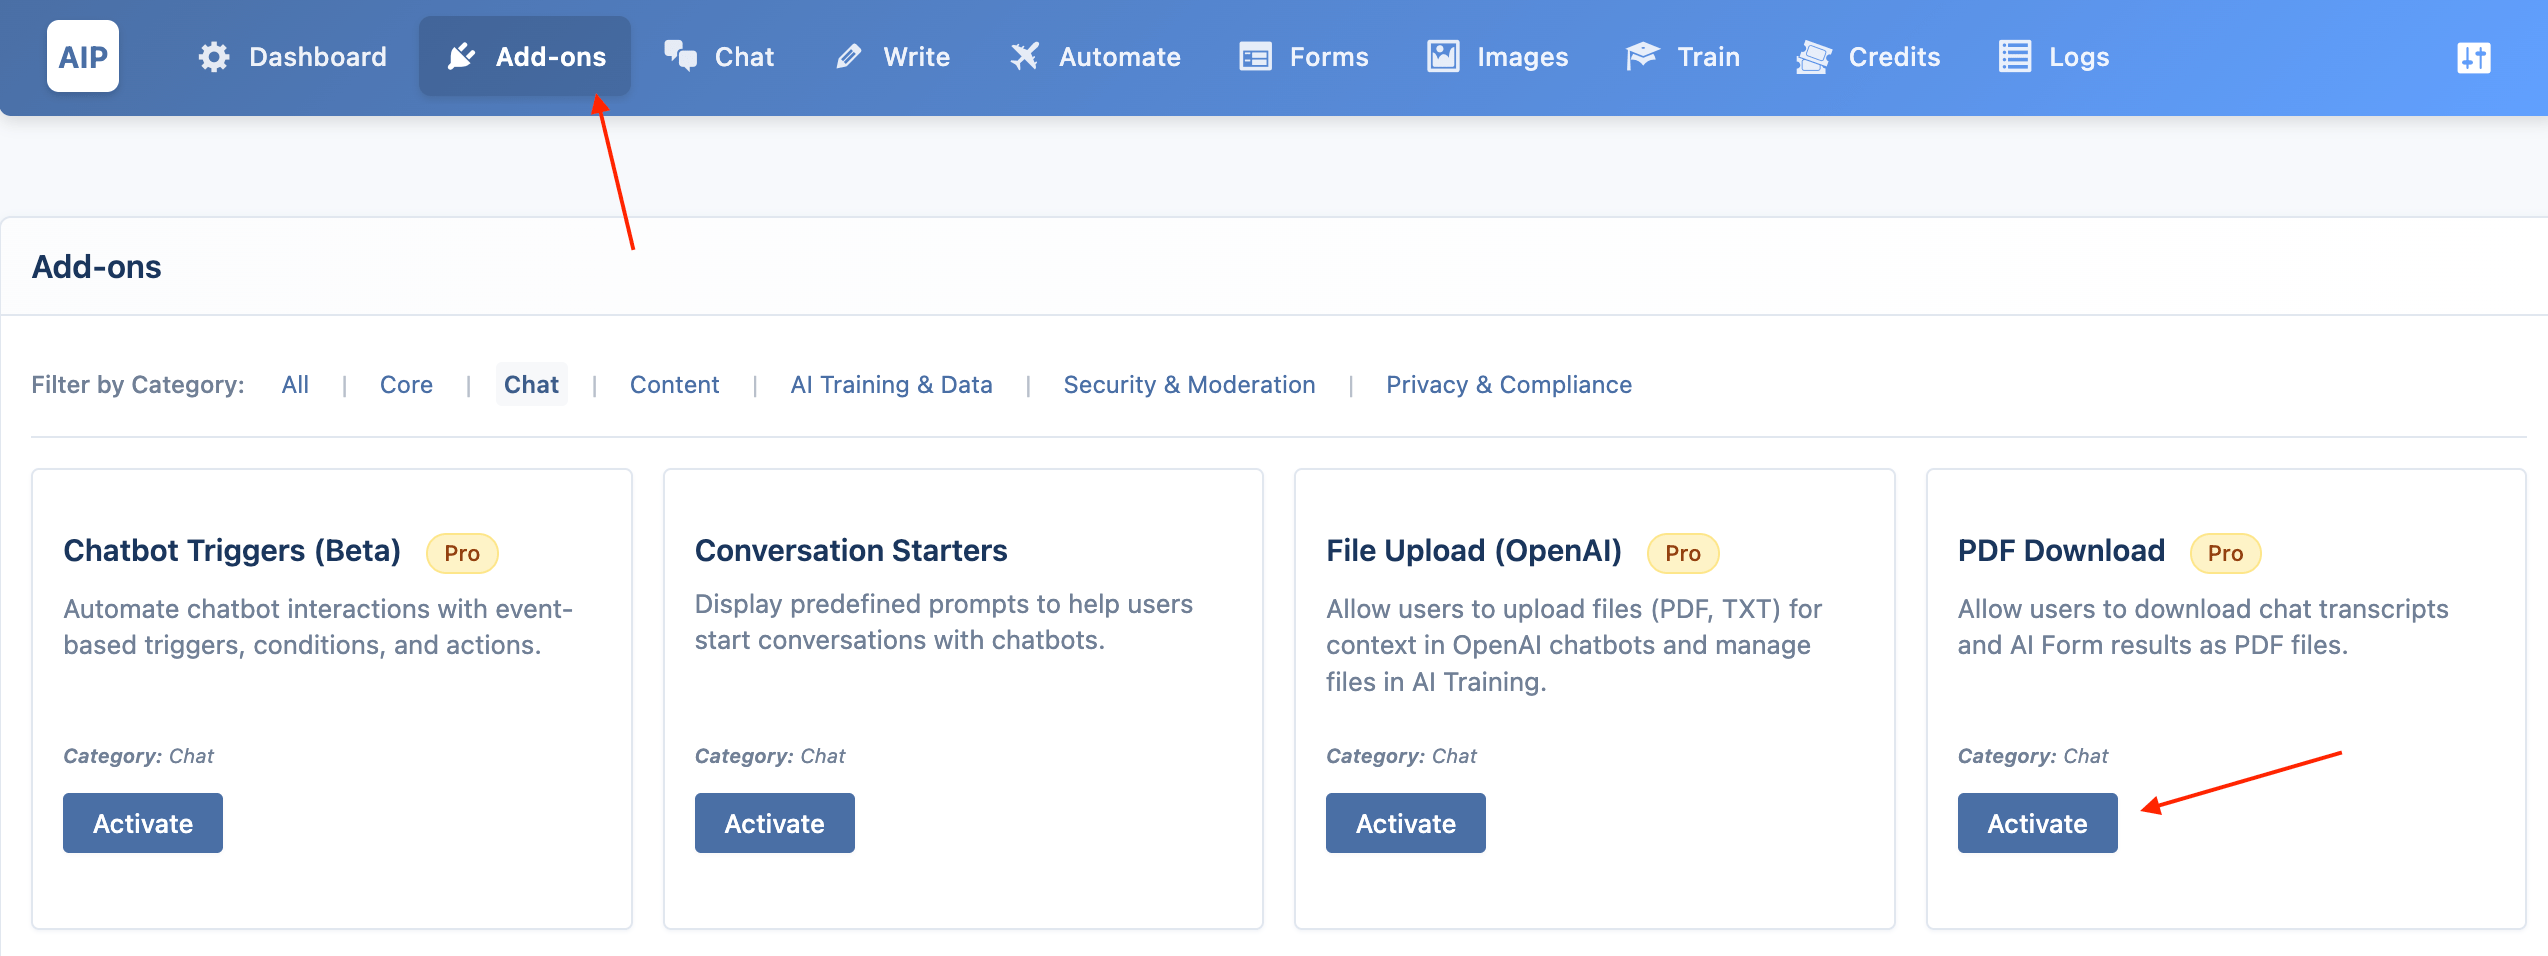 AIP Dashboard Add-ons Chat Write Automate Forms Images Train Credits Logs
Add-ons
Filter by Category: All | Core | Chat | Content | AI Training & Data | Security & Moderation | Privacy & Compliance
Chatbot Triggers (Beta) Pro
Automate chatbot interactions with event-
based triggers, conditions, and actions.
Category: Chat
Activate
Conversation Starters
Display predefined prompts to help users
start conversations with chatbots.
Category: Chat
Activate
File Upload (OpenAI) Pro
Allow users to upload files (PDF, TXT) for
context in OpenAI chatbots and manage
files in AI Training.
Category: Chat
Activate
PDF Download Pro
Allow users to download chat transcripts
and AI Form results as PDF files.
Category: Chat
Activate